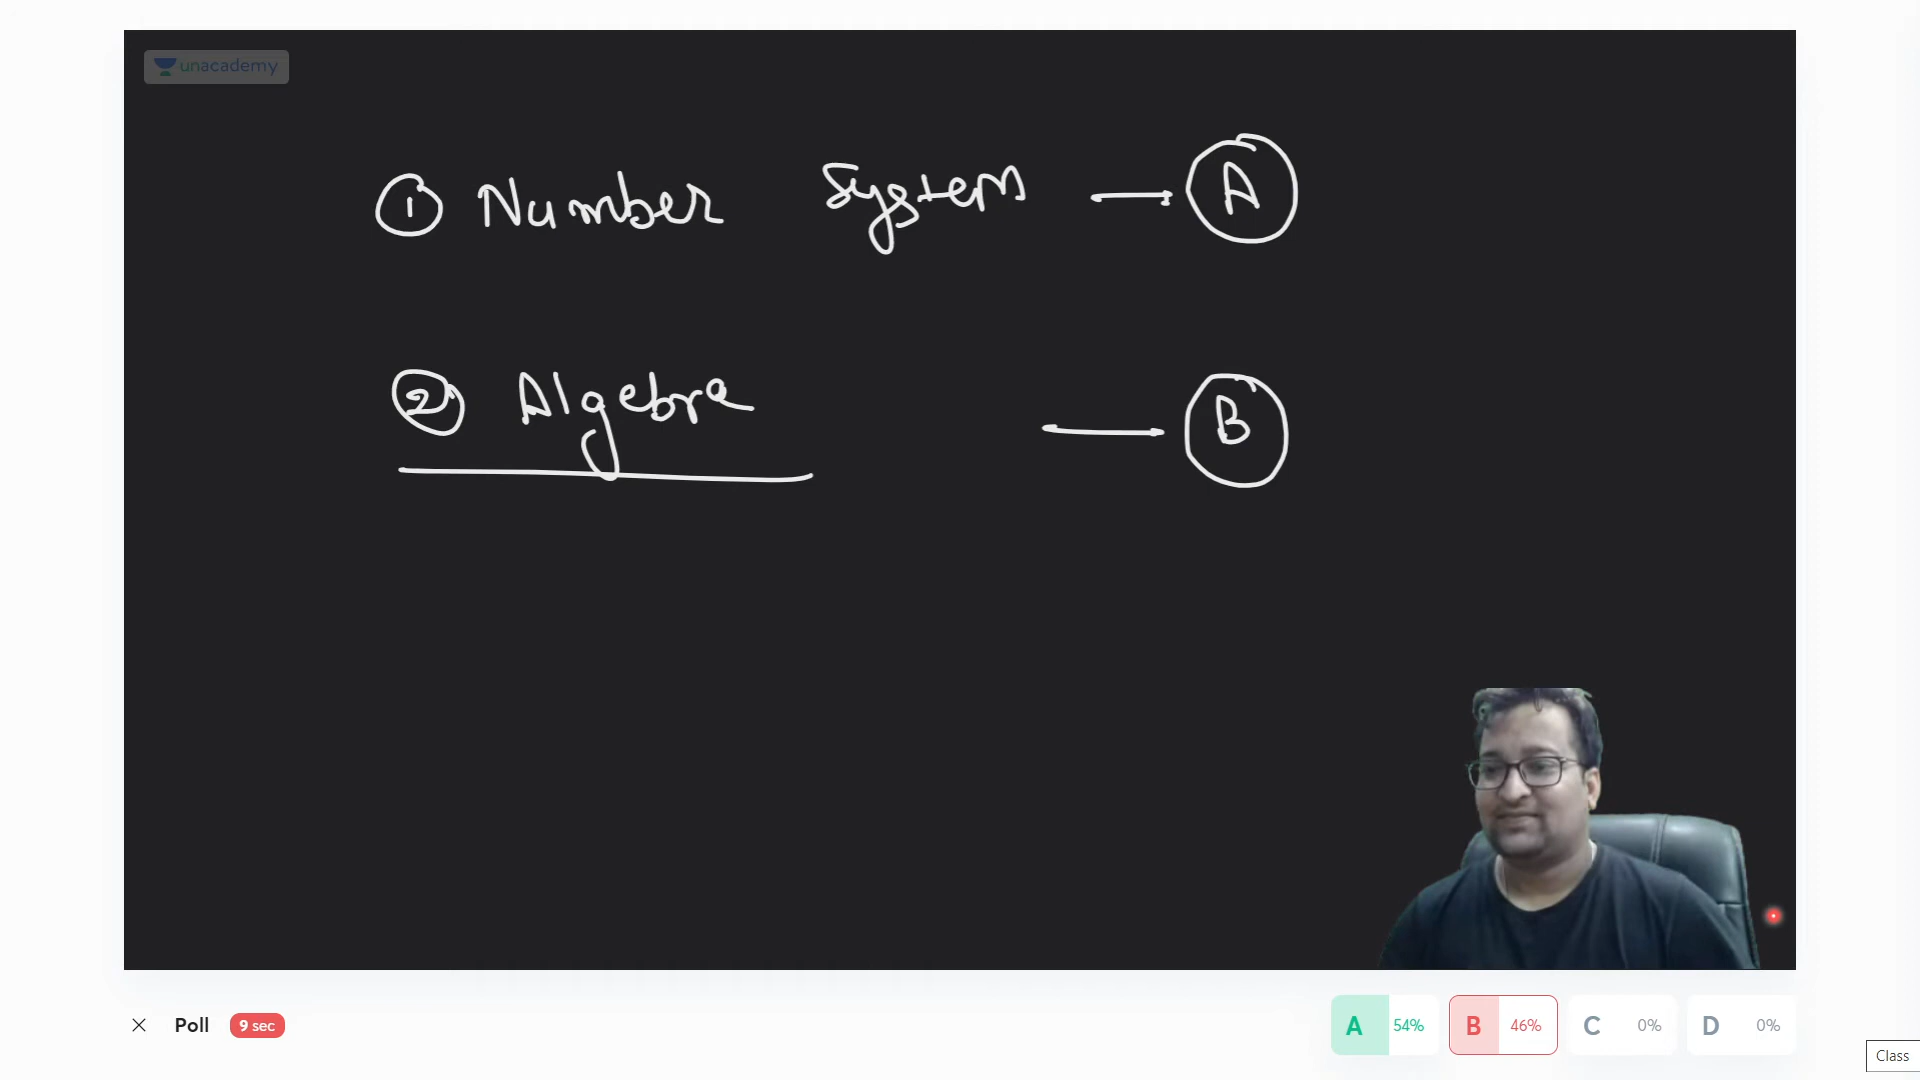 unacademy
① Number System — A
② Algebra — B
Poll 9 sec A 54% B 46% C 0% D 0%
Class